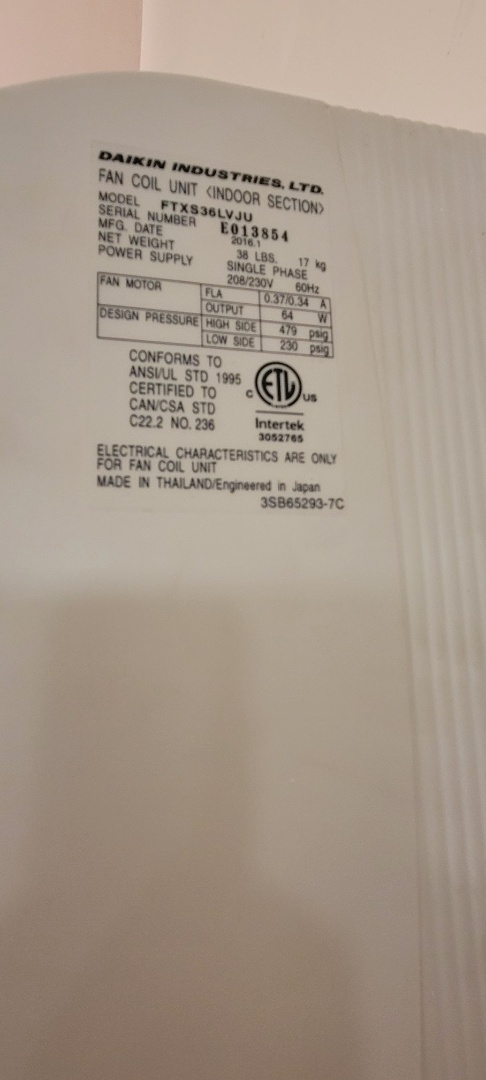 DAIKIN INDUSTRIES, LTD.
FAN COIL UNIT <INDOOR SECTION>
MODEL FTXS36LVJU
SERIAL NUMBER E013854
MFG. DATE 2016.1
NET WEIGHT 38 LBS. 17 kg
POWER SUPPLY SINGLE PHASE
208/230V 60Hz
FAN MOTOR FLA 0.37/0.34 A
OUTPUT 64 W
DESIGN PRESSURE HIGH SIDE 479 psig
LOW SIDE 230 psig
CONFORMS TO
ANSI/UL STD 1995
CERTIFIED TO
CAN/CSA STD
C22.2 NO. 236
C ETL US
Intertek
3052765
ELECTRICAL CHARACTERISTICS ARE ONLY
FOR FAN COIL UNIT
MADE IN THAILAND/Engineered in Japan
3SB65293-7C